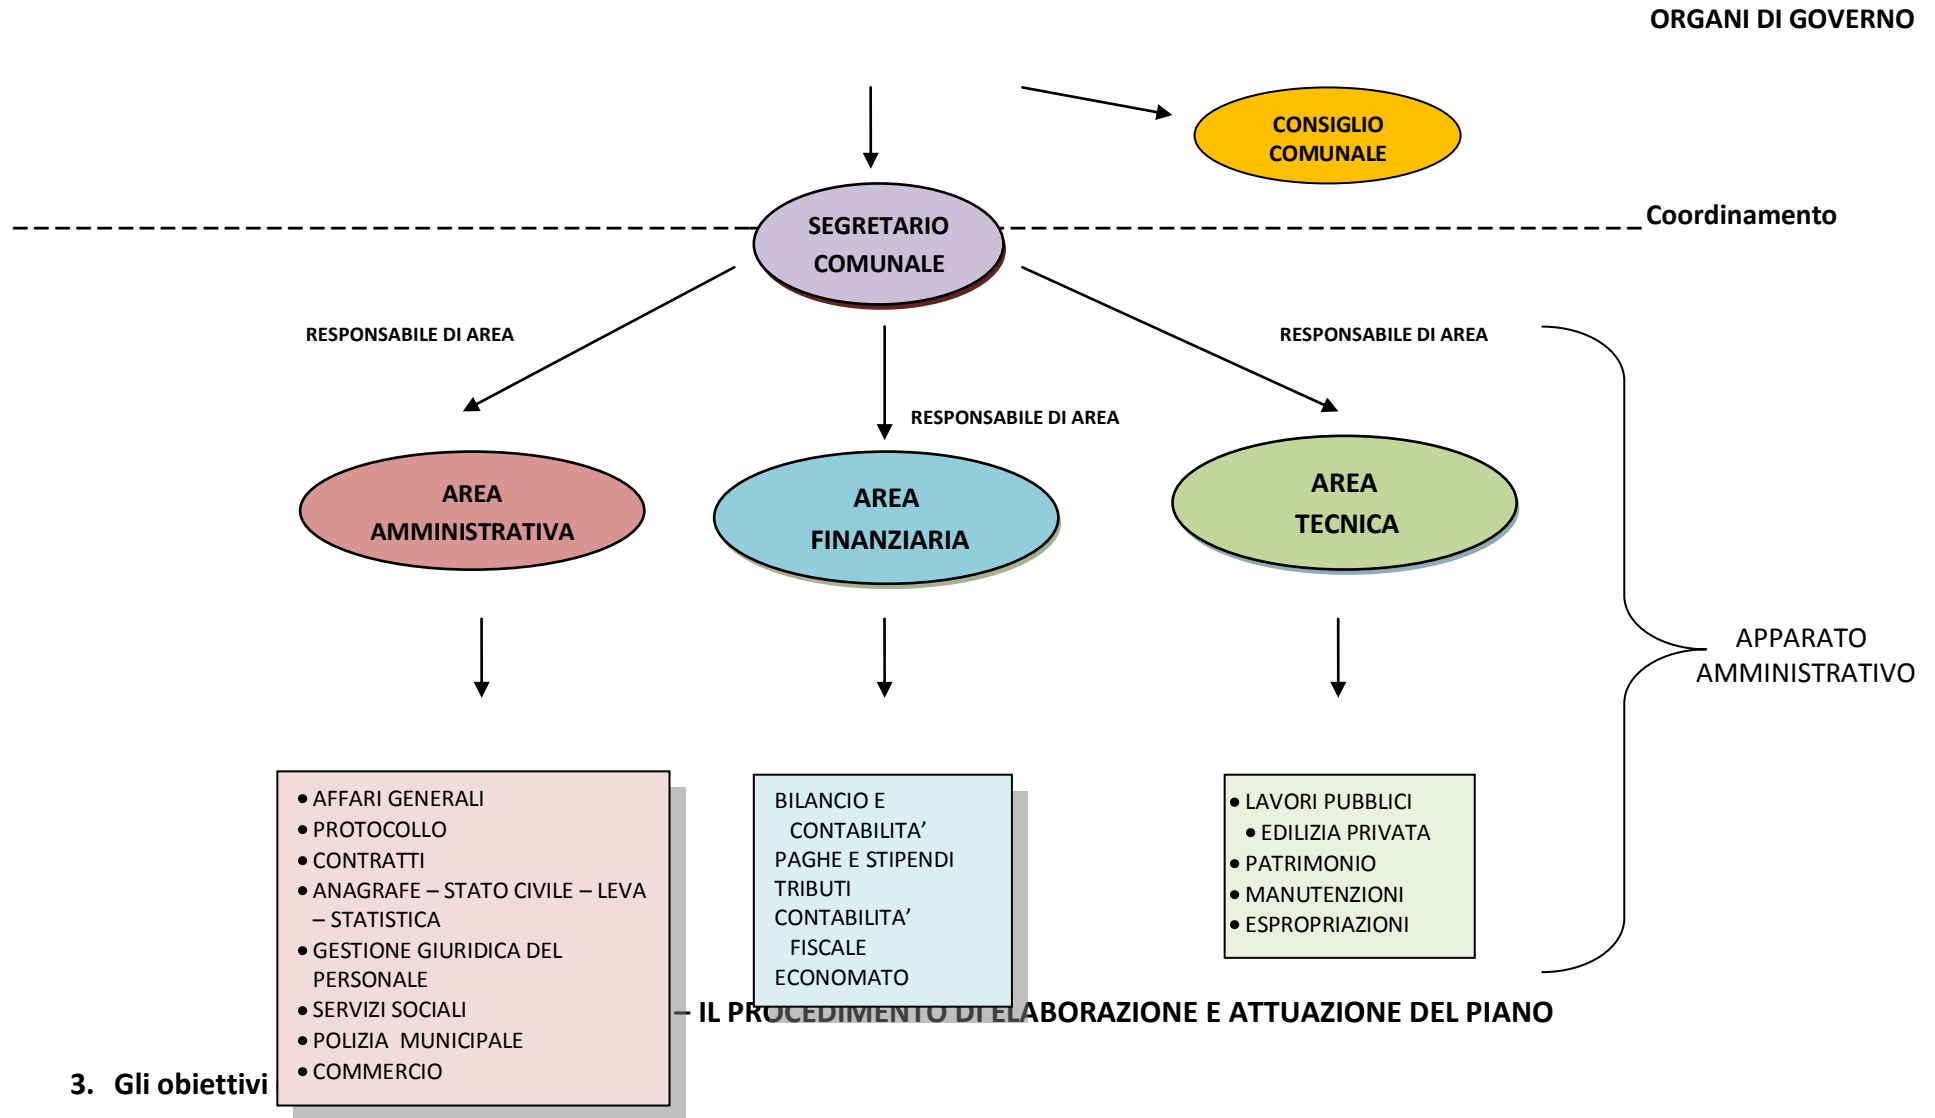 ORGANI DI GOVERNO
CONSIGLIO
COMUNALE
Coordinamento
SEGRETARIO
COMUNALE
RESPONSABILE DI AREA
RESPONSABILE DI AREA
RESPONSABILE DI AREA
AREA
AMMINISTRATIVA
AREA
FINANZIARIA
AREA
TECNICA
APPARATO
AMMINISTRATIVO
• AFFARI GENERALI
• PROTOCOLLO
• CONTRATTI
• ANAGRAFE – STATO CIVILE – LEVA
– STATISTICA
• GESTIONE GIURIDICA DEL
PERSONALE
• SERVIZI SOCIALI
• POLIZIA  MUNICIPALE
• COMMERCIO
BILANCIO E
CONTABILITA’
PAGHE E STIPENDI
TRIBUTI
CONTABILITA’
FISCALE
ECONOMATO
• LAVORI PUBBLICI
• EDILIZIA PRIVATA
• PATRIMONIO
• MANUTENZIONI
• ESPROPRIAZIONI
– IL PROCEDIMENTO DI ELABORAZIONE E ATTUAZIONE DEL PIANO
3. Gli obiettivi